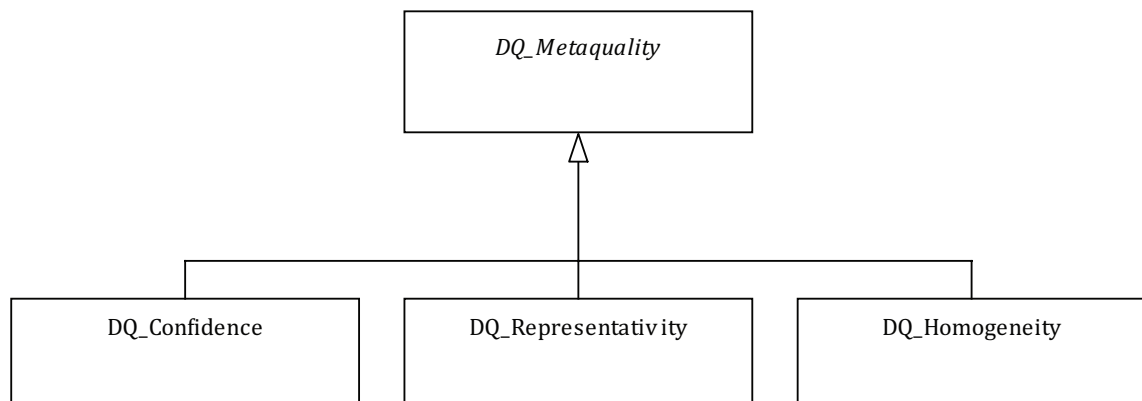 DQ_Metaquality
DQ_Confidence
DQ_Representativity
DQ_Homogeneity